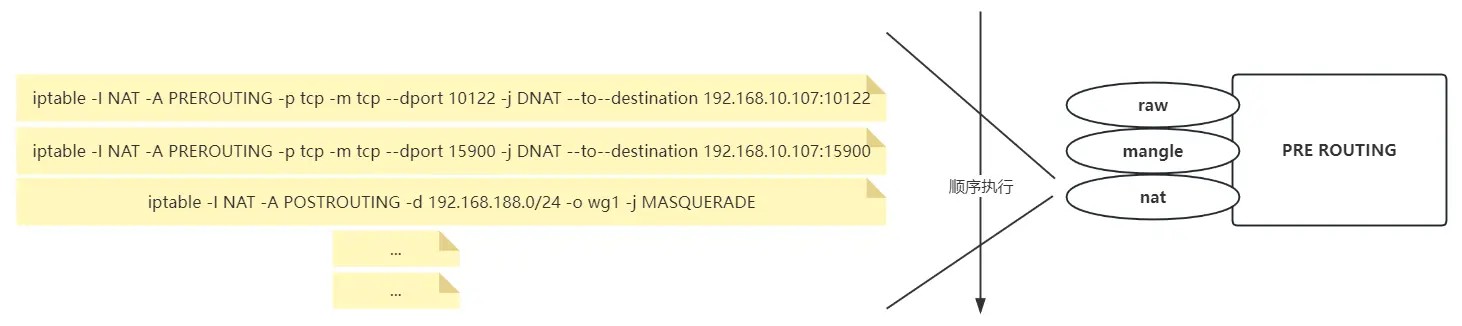 iptable -I NAT -A PREROUTING -p tcp -m tcp --dport 10122 -j DNAT --to--destination 192.168.10.107:10122
iptable -I NAT -A PREROUTING -p tcp -m tcp --dport 15900 -j DNAT --to--destination 192.168.10.107:15900
iptable -I NAT -A POSTROUTING -d 192.168.188.0/24 -o wg1 -j MASQUERADE
...
...
顺序执行
raw
mangle
nat
PRE ROUTING